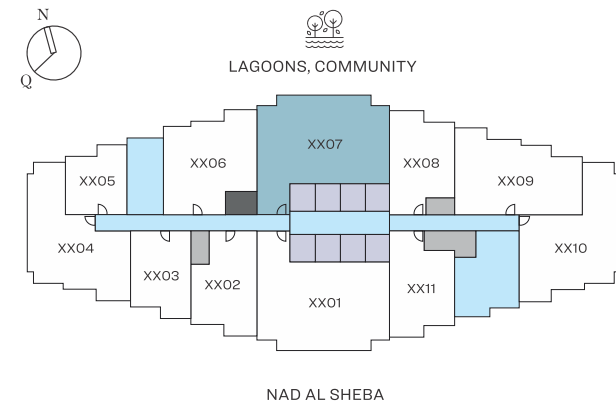 N
Q
LAGOONS, COMMUNITY
XX07
XX06
XX08
XX05
XX09
XX04
XX10
XX03
XX02
XX11
XX01
NAD AL SHEBA